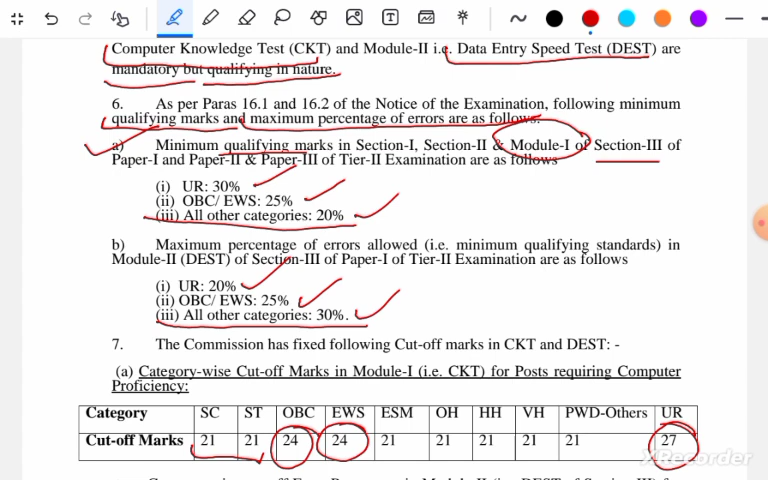 Computer Knowledge Test (CKT) and Module-II i.e. Data Entry Speed Test (DEST) are
mandatory but qualifying in nature.
6. As per Paras 16.1 and 16.2 of the Notice of the Examination, following minimum
qualifying marks and maximum percentage of errors are as follows:
a) Minimum qualifying marks in Section-I, Section-II & Module-I of Section-III of
Paper-I and Paper-II & Paper-III of Tier-II Examination are as follows
(i) UR: 30%
(ii) OBC/ EWS: 25%
(iii) All other categories: 20%
b) Maximum percentage of errors allowed (i.e. minimum qualifying standards) in
Module-II (DEST) of Section-III of Paper-I of Tier-II Examination are as follows
(i) UR: 20%
(ii) OBC/ EWS: 25%
(iii) All other categories: 30%.
7. The Commission has fixed following Cut-off marks in CKT and DEST: -
(a) Category-wise Cut-off Marks in Module-I (i.e. CKT) for Posts requiring Computer
Proficiency:
Category SC ST OBC EWS ESM OH HH VH PWD-Others UR
Cut-off Marks 21 21 24 24 21 21 21 21 21 27
XRecorder